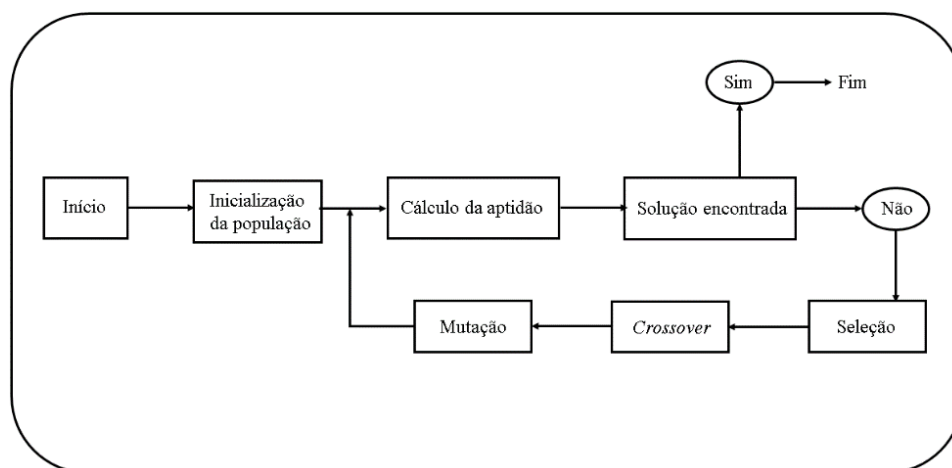 Sim
Fim
Início
Inicialização
da população
Cálculo da aptidão
Solução encontrada
Não
Mutação
Crossover
Seleção